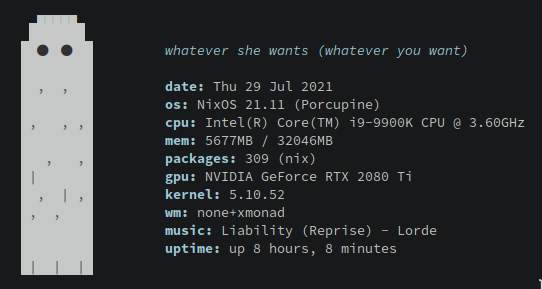 whatever she wants (whatever you want)
date: Thu 29 Jul 2021
os: NixOS 21.11 (Porcupine)
cpu: Intel(R) Core(TM) i9-9900K CPU @ 3.60GHz
mem: 5677MB / 32046MB
packages: 309 (nix)
gpu: NVIDIA GeForce RTX 2080 Ti
kernel: 5.10.52
wm: none+xmonad
music: Liability (Reprise) - Lorde
uptime: up 8 hours, 8 minutes